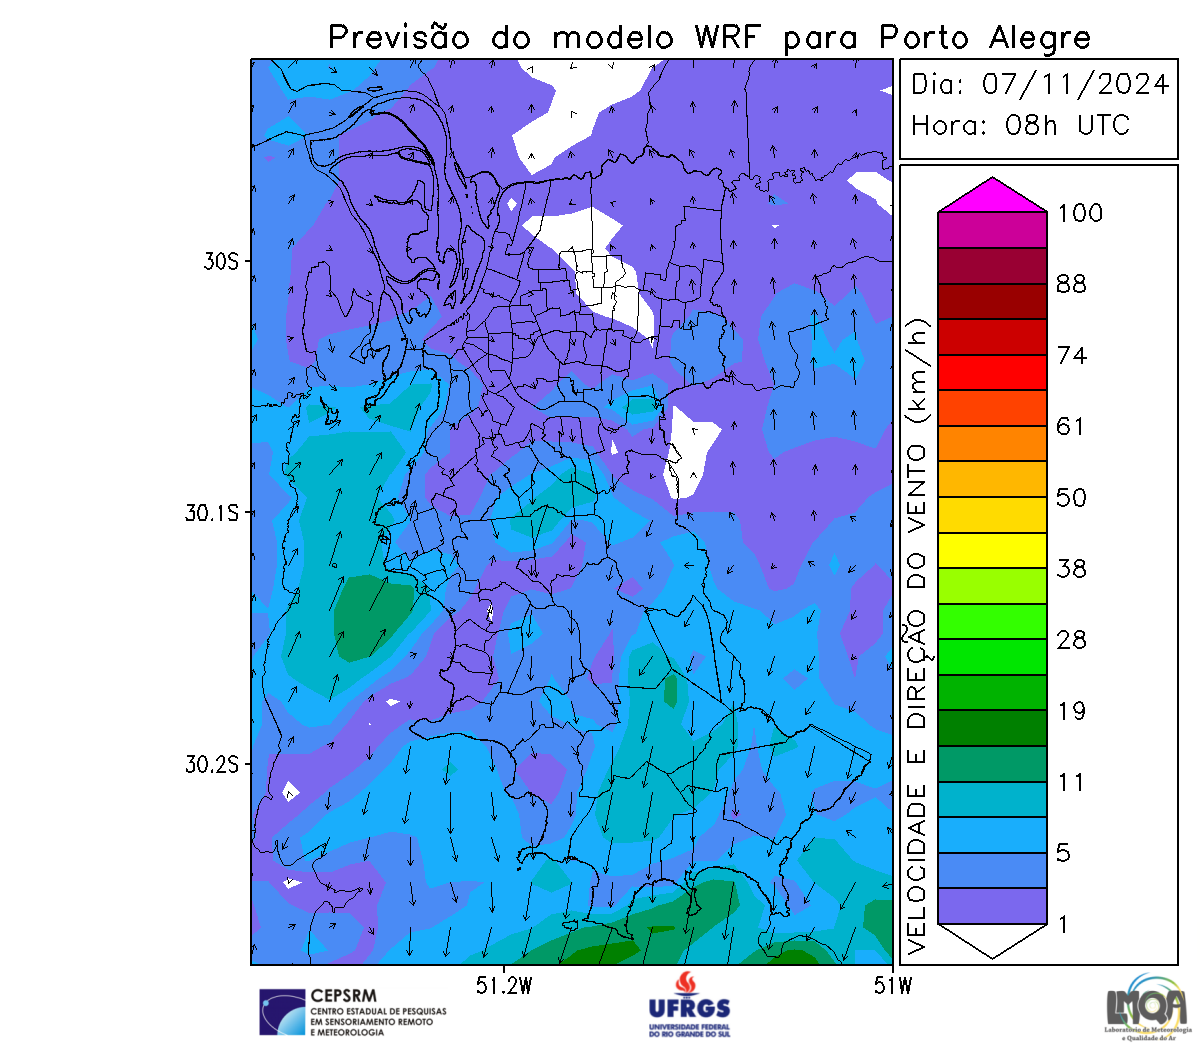 Previsão do modelo WRF para Porto Alegre
Dia: 07/11/2024
Hora: 08h UTC
30S
30.1S
30.2S
51.2W
51W
VELOCIDADE E DIREÇÃO DO VENTO (km/h)
100
88
74
61
50
38
28
19
11
5
1
CEPSRM
CENTRO ESTADUAL DE PESQUISAS
EM SENSORIAMENTO REMOTO
E METEOROLOGIA
UFRGS
UNIVERSIDADE FEDERAL
DO RIO GRANDE DO SUL
LMQA
Laboratório de Meteorologia
e Qualidade do Ar